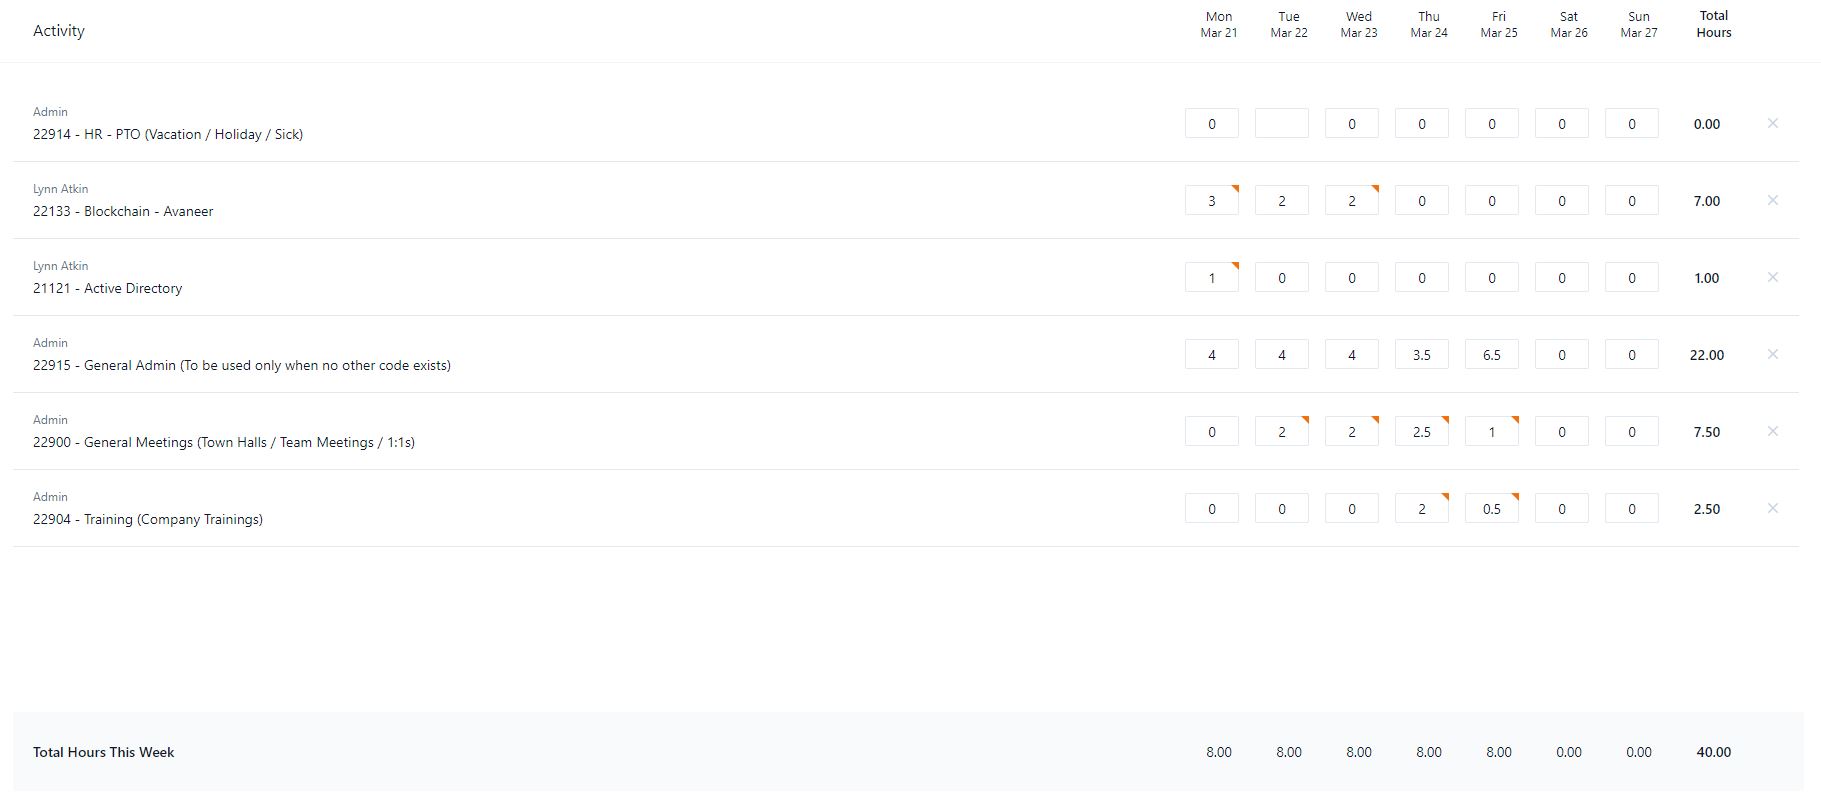 Activity
Mon Tue Wed Thu Fri Sat Sun Total
Mar 21 Mar 22 Mar 23 Mar 24 Mar 25 Mar 26 Mar 27 Hours
Admin
22914 - HR - PTO (Vacation / Holiday / Sick) 0 0 0 0 0 0 0.00
Lynn Atkin
22133 - Blockchain - Avaneer 3 2 2 0 0 0 0 7.00
Lynn Atkin
21121 - Active Directory 1 0 0 0 0 0 0 1.00
Admin
22915 - General Admin (To be used only when no other code exists) 4 4 4 3.5 6.5 0 0 22.00
Admin
22900 - General Meetings (Town Halls / Team Meetings / 1:1s) 0 2 2 2.5 1 0 0 7.50
Admin
22904 - Training (Company Trainings) 0 0 0 2 0.5 0 0 2.50
Total Hours This Week 8.00 8.00 8.00 8.00 8.00 0.00 0.00 40.00